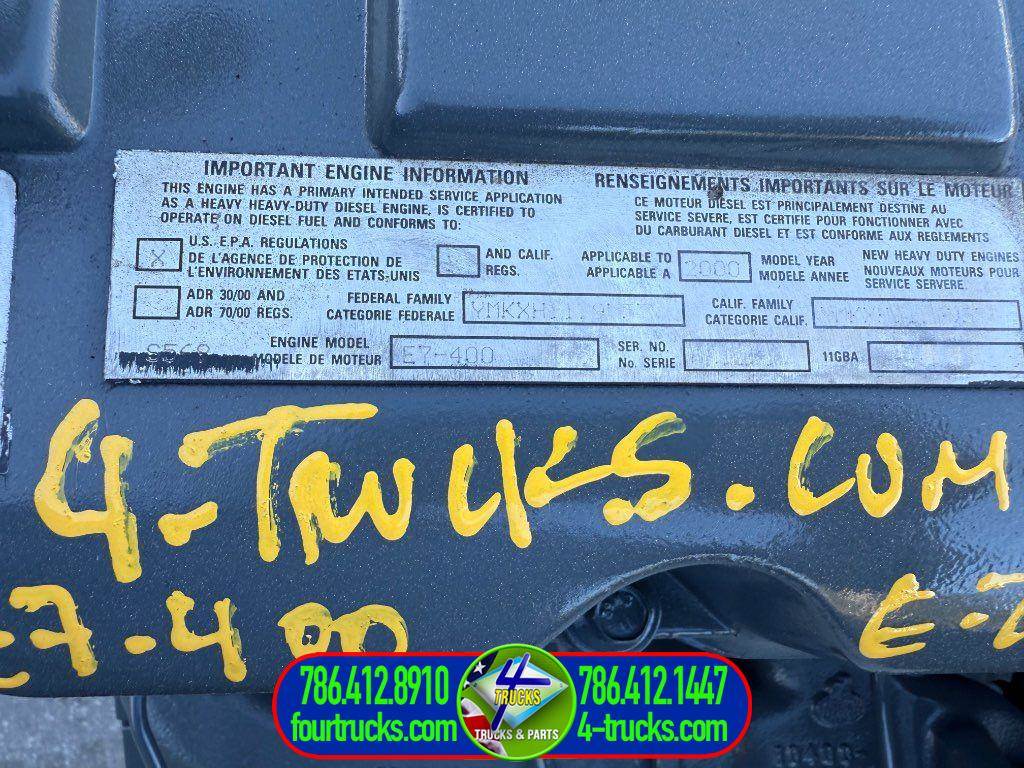 IMPORTANT ENGINE INFORMATION
THIS ENGINE HAS A PRIMARY INTENDED SERVICE APPLICATION
AS A HEAVY HEAVY-DUTY DIESEL ENGINE, IS CERTIFIED TO
OPERATE ON DIESEL FUEL AND CONFORMS TO:
RENSEIGNEMENTS IMPORTANTS SUR LE MOTEUR
CE MOTEUR DIESEL EST PRINCIPALEMENT DESTINE AU
SERVICE SEVERE, EST CERTIFIE POUR FONCTIONNER AVEC
DU CARBURANT DIESEL ET EST CONFORME AUX REGLEMENTS
X
U.S. E.P.A. REGULATIONS
DE L'AGENCE DE PROTECTION DE
L'ENVIRONNEMENT DES ETATS-UNIS
AND CALIF.
REGS.
APPLICABLE TO
APPLICABLE A
2000
MODEL YEAR
MODELE ANNEE
NEW HEAVY DUTY ENGINES
NOUVEAUX MOTEURS POUR
SERVICE SERVERE.
ADR 30/00 AND
ADR 70/00 REGS.
FEDERAL FAMILY
CATEGORIE FEDERALE
CALIF. FAMILY
CATEGORIE CALIF.
ENGINE MODEL
MODELE DE MOTEUR
E7-400
SER. NO.
No. SERIE
11GBA
4-TRUCKS.COM
E7-400
786.412.8910
fourtrucks.com
4
TRUCKS
TRUCKS & PARTS
786.412.1447
4-trucks.com